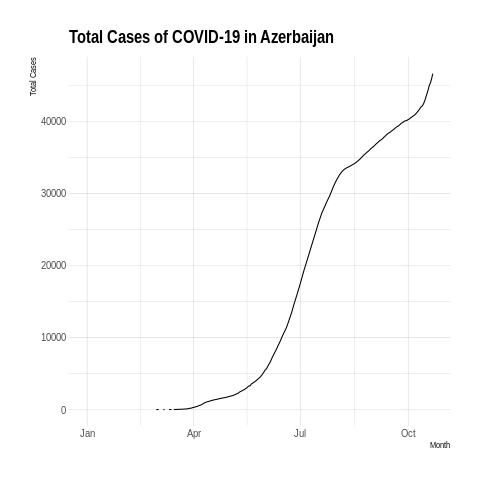 Total Cases of COVID-19 in Azerbaijan
Total Cases
40000
30000
20000
10000
0
Jan Apr Jul Oct
Month